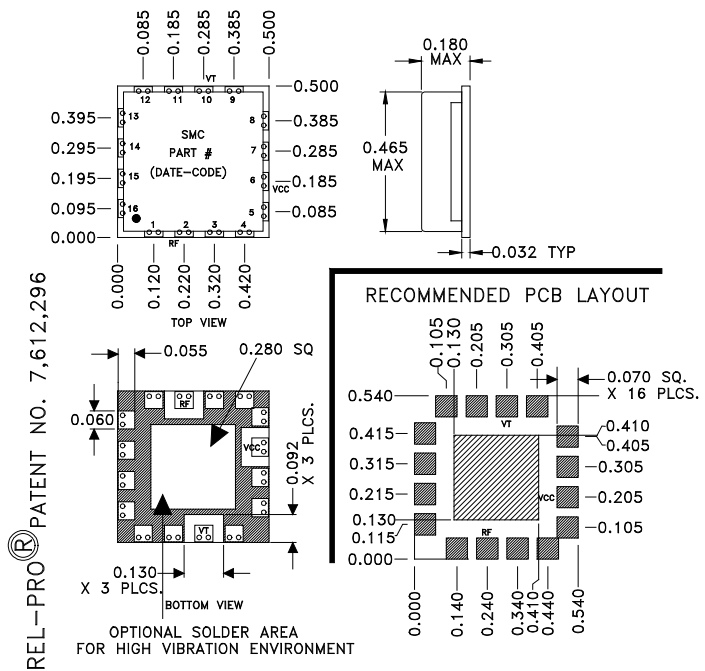 0.085
0.185
0.285
0.385
0.500
VT
12
11
10
9
0.500
0.395
13
8
0.385
SMC
PART #
(DATE-CODE)
0.295
14
7
0.285
0.195
15
6
VCC
0.185
0.095
16
5
0.085
0.000
1
2
3
4
RF
0.000
0.120
0.220
0.320
0.420
TOP VIEW
0.180
MAX
0.465
MAX
0.032 TYP
REL-PRO® PATENT NO. 7,612,296
0.055
0.280 SQ
RF
0.060
VCC
0.092
X 3 PLCS.
VT
0.130
X 3 PLCS.
BOTTOM VIEW
OPTIONAL SOLDER AREA
FOR HIGH VIBRATION ENVIRONMENT
RECOMMENDED PCB LAYOUT
0.105
0.130
0.205
0.305
0.405
0.070 SQ.
X 16 PLCS.
0.540
VT
0.415
0.410
0.405
0.315
0.305
0.215
VCC
0.205
0.130
0.115
RF
0.105
0.000
0.000
0.140
0.240
0.340
0.410
0.440
0.540